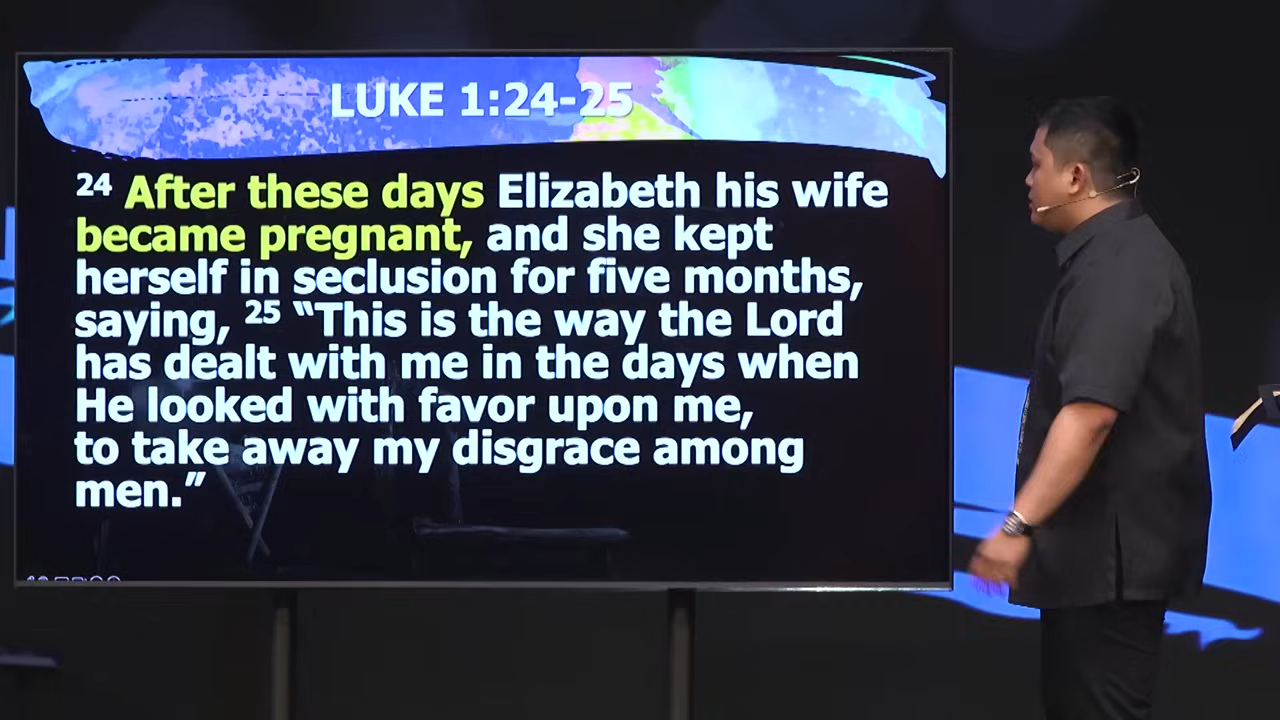 LUKE 1:24-25
24 After these days Elizabeth his wife
became pregnant, and she kept
herself in seclusion for five months,
saying, 25 “This is the way the Lord
has dealt with me in the days when
He looked with favor upon me,
to take away my disgrace among
men.”